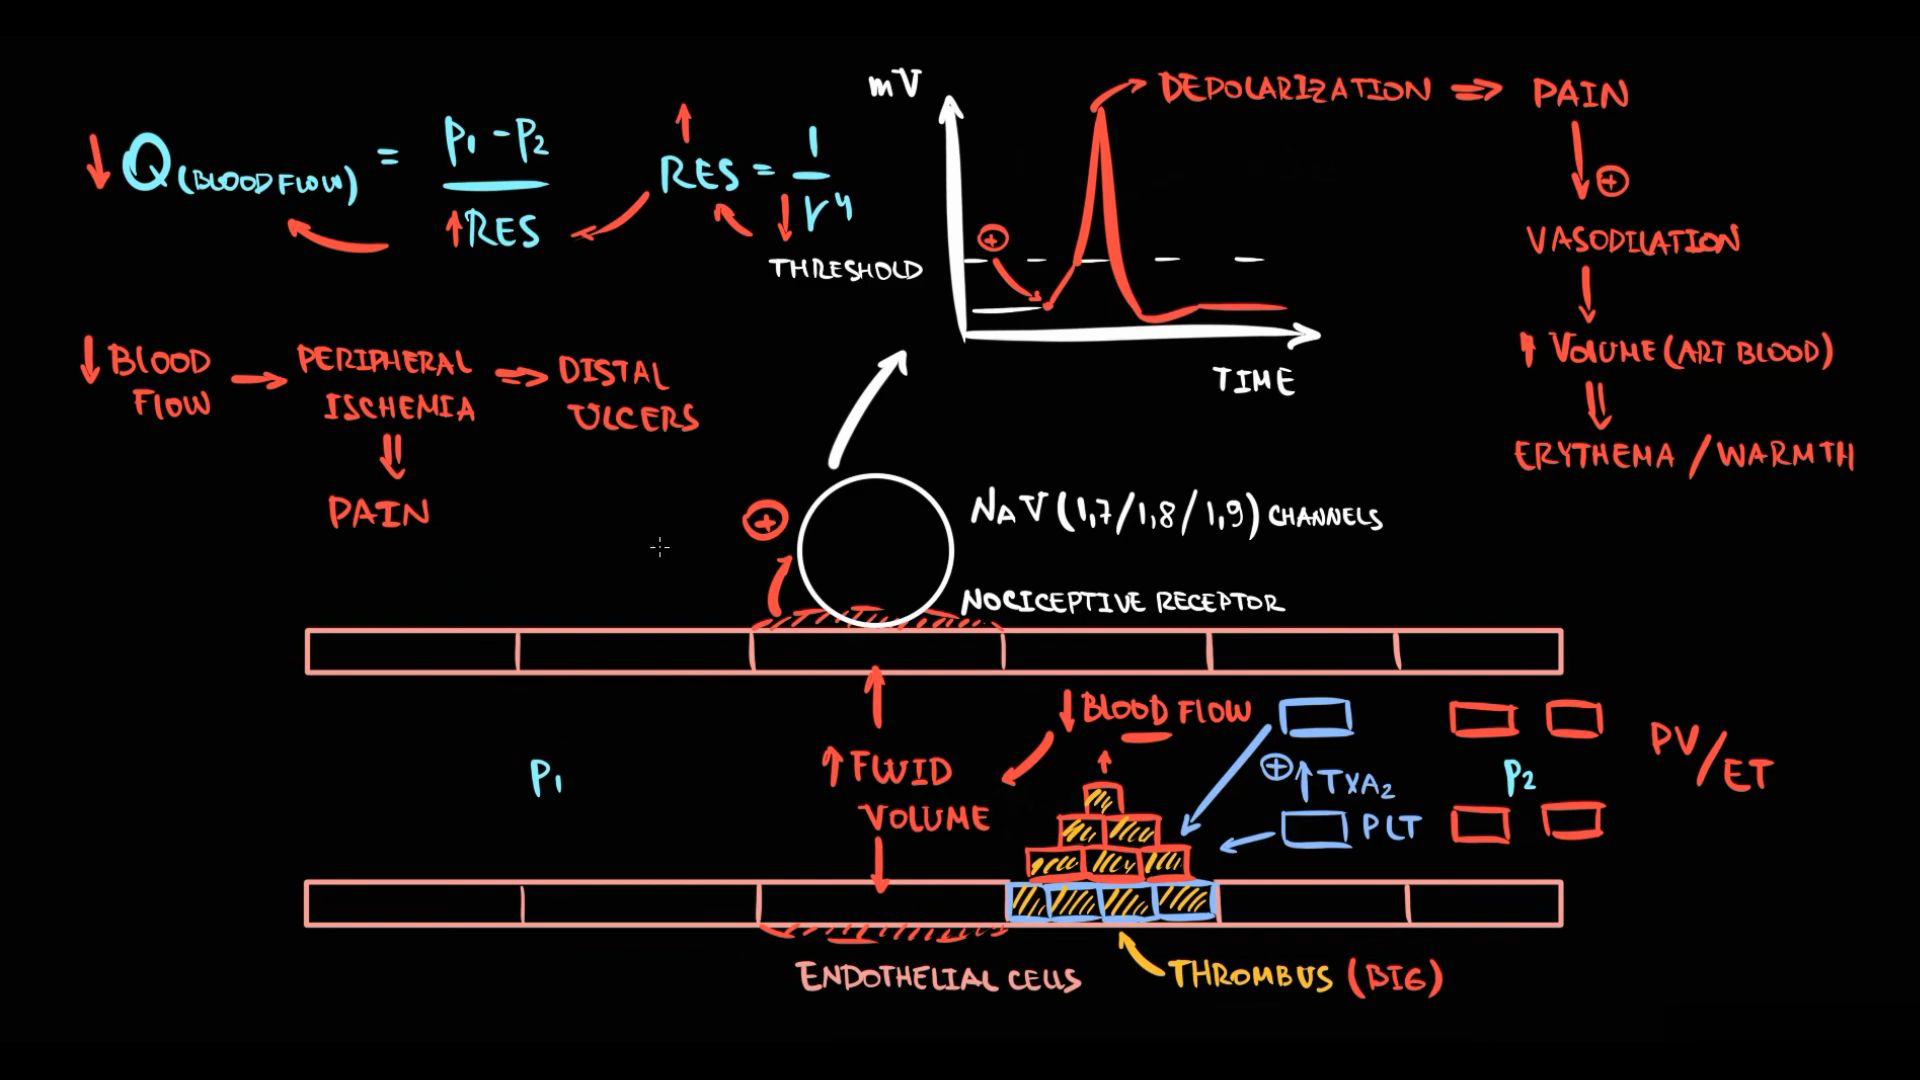 ↓ Q (BLOOD FLOW) = P₁ - P₂ / ↑RES
↑ RES = 1 / ↓ r⁴
mV
THRESHOLD
TIME
DEPOLARIZATION ⇒ PAIN
⊕
⊕
VASODILATION
↑ VOLUME (ART BLOOD)
ERYTHEMA / WARMTH
↓ BLOOD FLOW → PERIPHERAL ISCHEMIA ⇒ DISTAL ULCERS
PAIN
⊕
NaV (1,7/1,8/1,9) CHANNELS
NOCICEPTIVE RECEPTOR
↓ BLOOD FLOW
↑ FLUID
VOLUME
P₁
⊕ ↑ TXA₂
PLT
P₂
PV/ET
ENDOTHELIAL CELLS
THROMBUS (BIG)